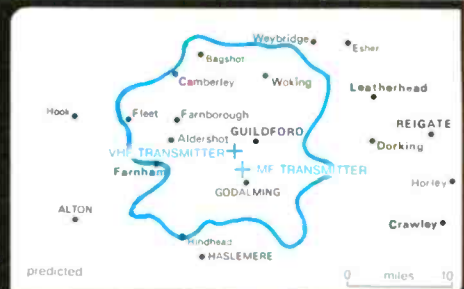 Weybridge
Esher
Bagshot
Camberley
Woking
Leatherhead
Hook
Fleet
Farnborough
REIGATE
GUILDFORD
Aldershot
Dorking
VHF TRANSMITTER
MF TRANSMITTER
Farnham
Horley
GODALMING
ALTON
Crawley
Hindhead
HASLEMERE
predicted
0 miles 10